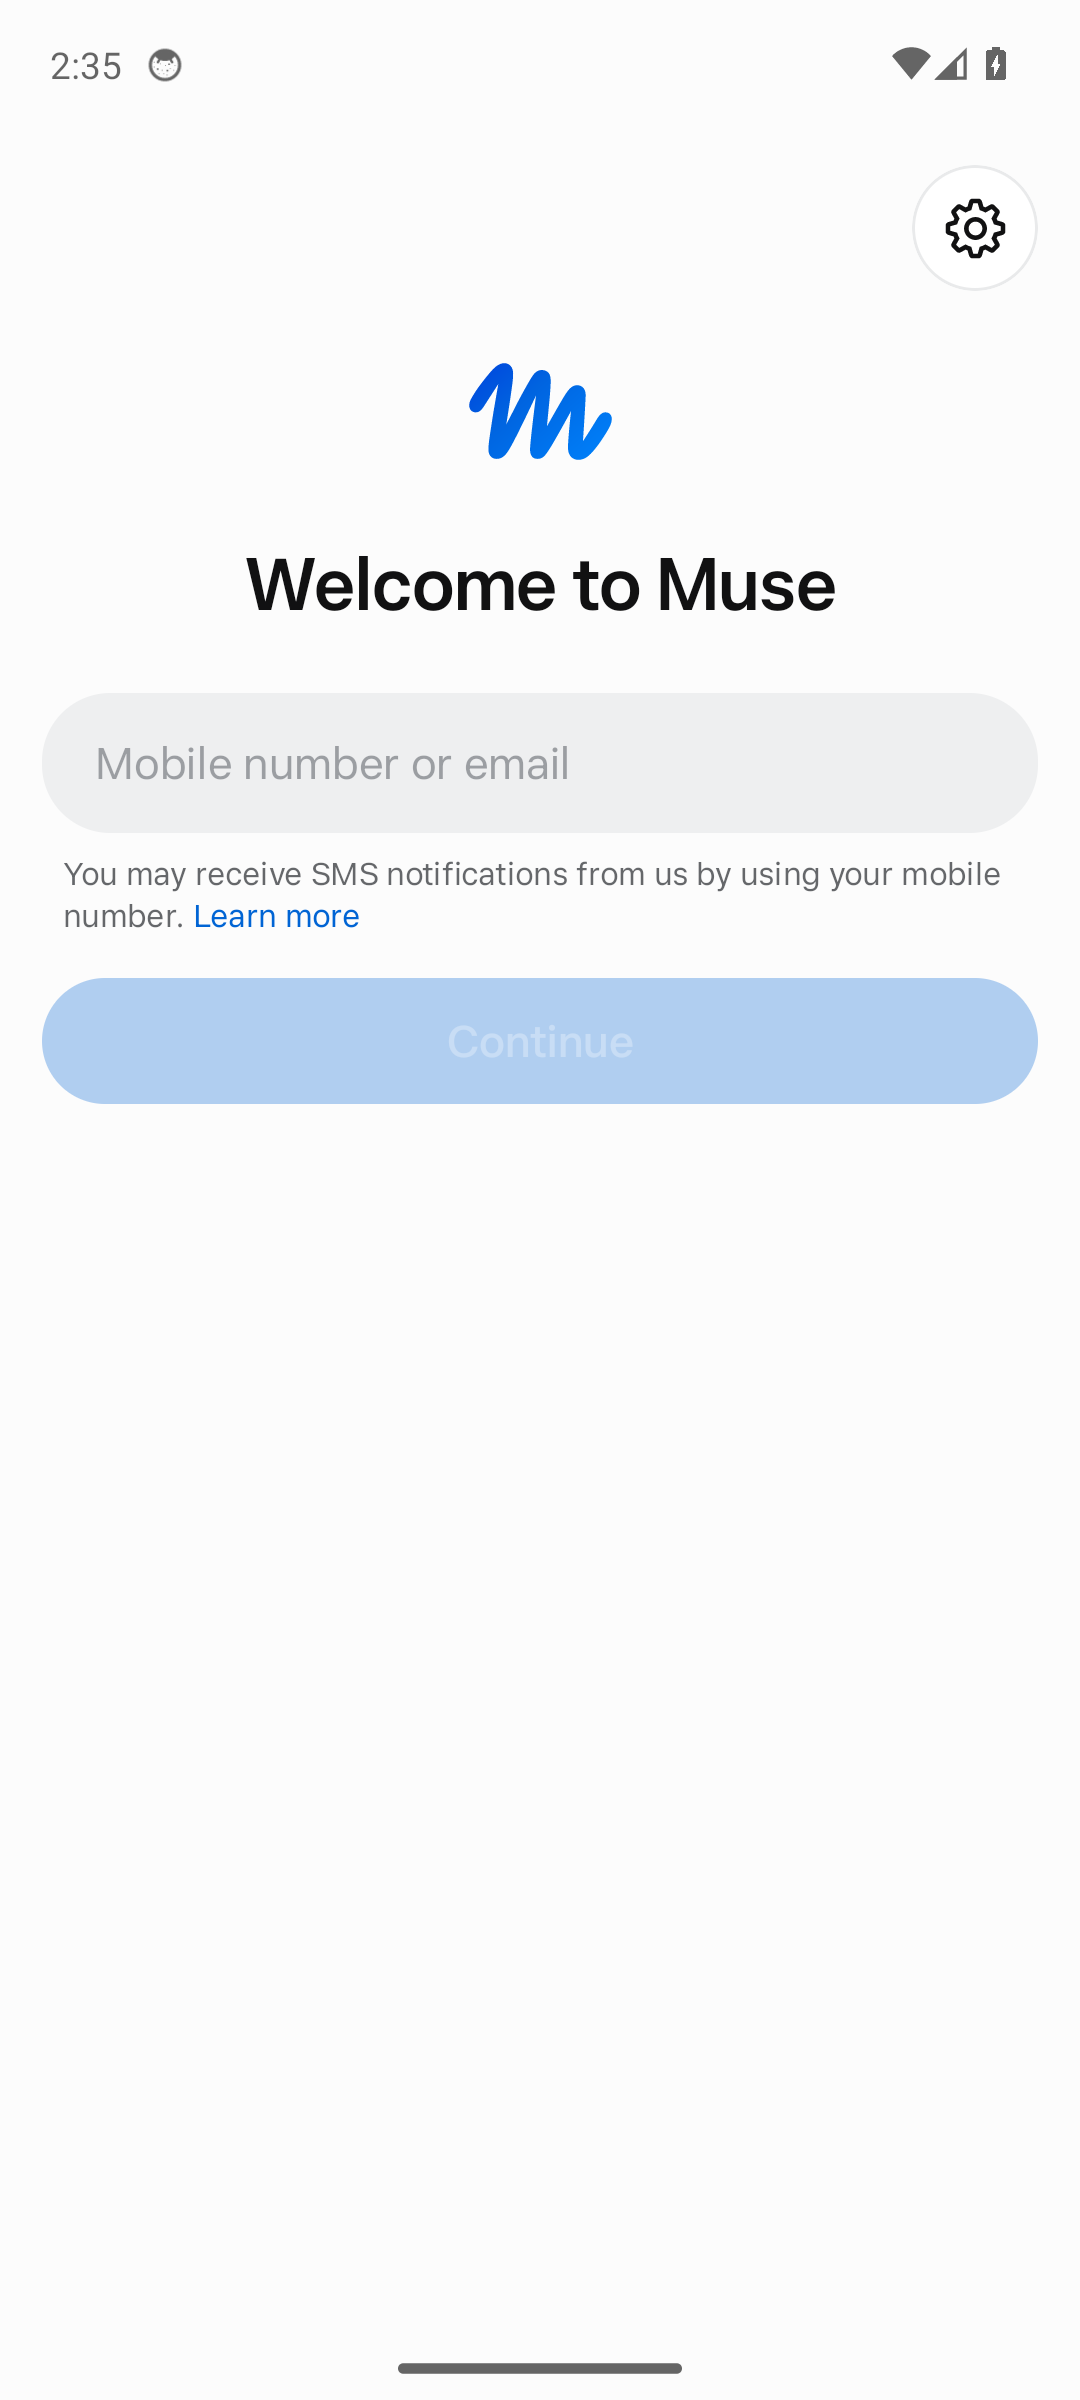 2:35
Welcome to Muse
Mobile number or email
You may receive SMS notifications from us by using your mobile
number. Learn more
Continue